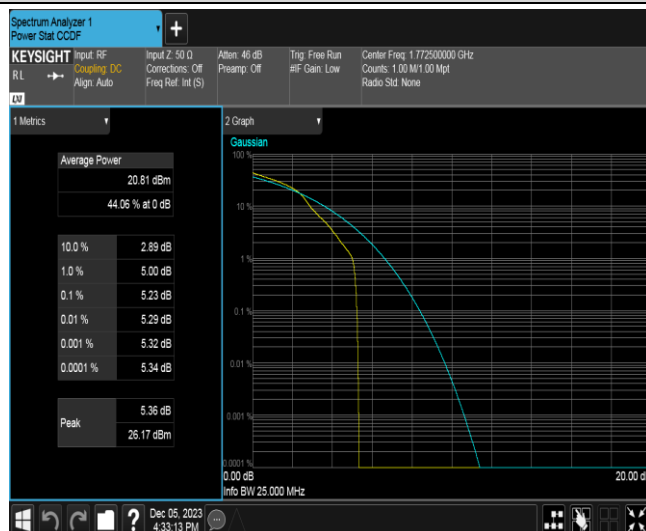 Spectrum Analyzer 1
Power Stat CCDF
+
KEYSIGHT
RL
LXI
Input: RF
Coupling: DC
Align: Auto
Input Z: 50 Ω
Corrections: Off
Freq Ref: Int (S)
Atten: 46 dB
Preamp: Off
Trig: Free Run
#IF Gain: Low
Center Freq: 1.772500000 GHz
Counts: 1.00 M/1.00 Mpt
Radio Std: None
1 Metrics
Average Power
20.81 dBm
44.06 % at 0 dB
10.0 % 2.89 dB
1.0 % 5.00 dB
0.1 % 5.23 dB
0.01 % 5.29 dB
0.001 % 5.32 dB
0.0001 % 5.34 dB
Peak
5.36 dB
26.17 dBm
2 Graph
Gaussian
100 %
10 %
1 %
0.1 %
0.01 %
0.001 %
0.0001 %
0.00 dB
20.00
Info BW 25.000 MHz
?
Dec 05, 2023
4:33:13 PM